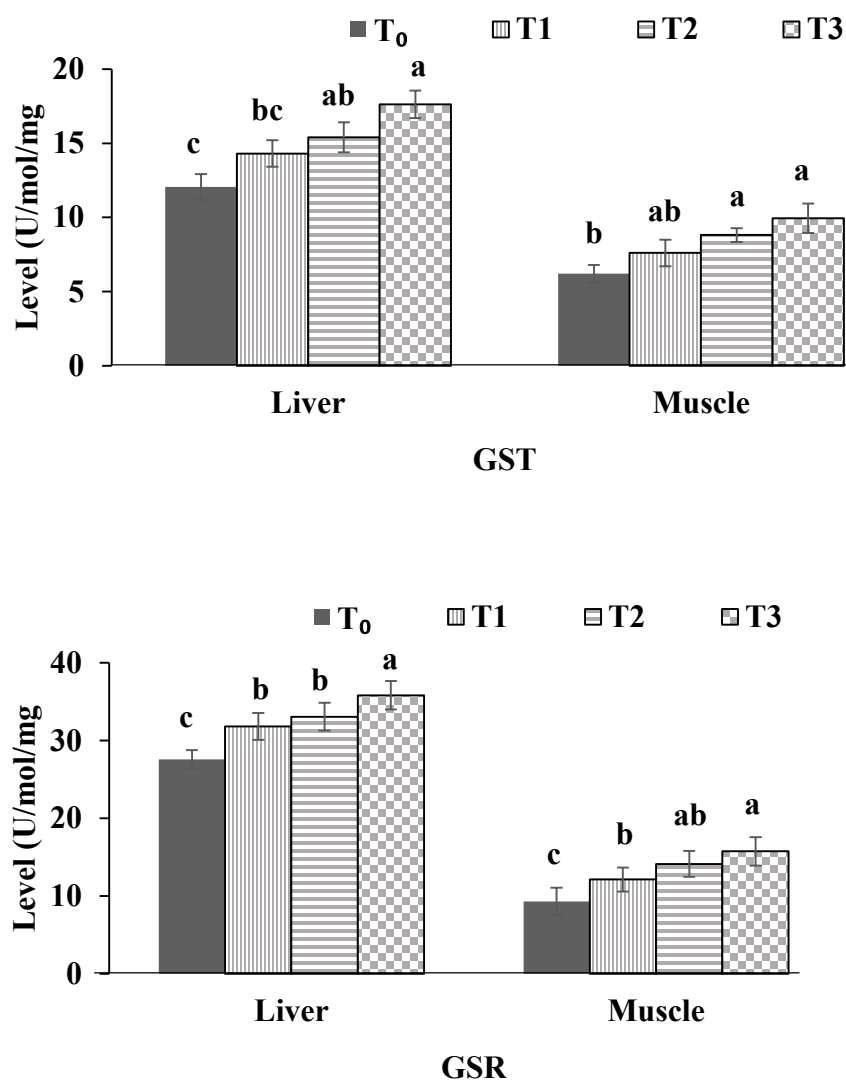 T₀ T1 T2 T3
Level (U/mol/mg
20
15
10
5
0
c bc ab a
b ab a a
Liver Muscle
GST
T₀ T1 T2 T3
Level (U/mol/mg
40
30
20
10
0
c b b a
c b ab a
Liver Muscle
GSR